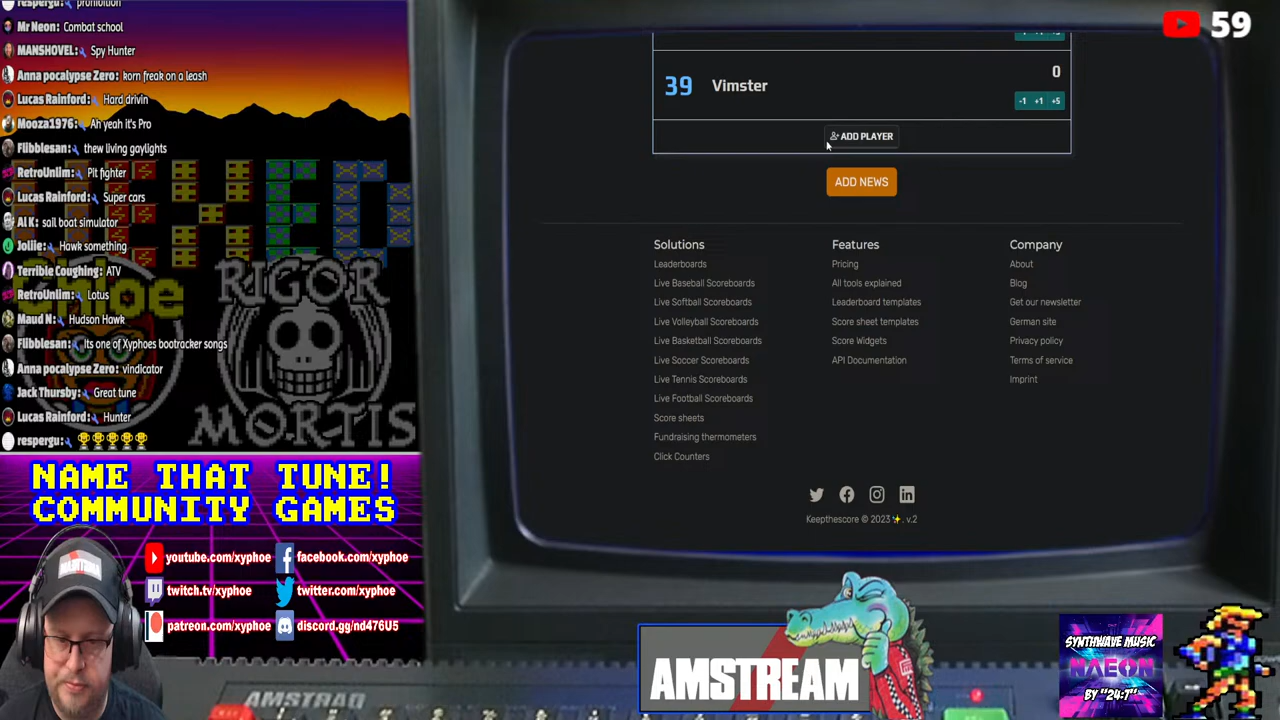 respergu: prohibition
Mr Neon: Combat school
MANSHOVEL: Spy Hunter
Anna pocalypse Zero: korn freak on a leash
Lucas Rainford: Hard drivin
Mooza1976: Ah yeah it's Pro
Flibblesan: thew living gaylights
RetroUnlim: Pit fighter
Lucas Rainford: Super cars
Al K: sail boat simulator
Jollie: Hawk something
Terrible Coughing: ATV
RetroUnlim: Lotus
Maud N: Hudson Hawk
Flibblesan: Its one of Xyphoes bootracker songs
Anna pocalypse Zero: vindicator
Jack Thursby: Great tune
Lucas Rainford: Hunter
respergu:
Chloe
RIGOR
MORTIS
NAME THAT TUNE!
COMMUNITY GAMES
youtube.com/xyphoe
facebook.com/xyphoe
twitch.tv/xyphoe
twitter.com/xyphoe
patreon.com/xyphoe
discord.gg/nd476U5
59
39 Vimster 0
-1 +1 +5
ADD PLAYER
ADD NEWS
Solutions
Leaderboards
Live Baseball Scoreboards
Live Softball Scoreboards
Live Volleyball Scoreboards
Live Basketball Scoreboards
Live Soccer Scoreboards
Live Tennis Scoreboards
Live Football Scoreboards
Score sheets
Fundraising thermometers
Click Counters
Features
Pricing
All tools explained
Leaderboard templates
Score sheet templates
Score Widgets
API Documentation
Company
About
Blog
Get our newsletter
German site
Privacy policy
Terms of service
Imprint
Keepthescore © 2023 ✨. v.2
AMSTRAD
AMSTREAM
SYNTHWAVE MUSIC
NAEON
BY "24:7"